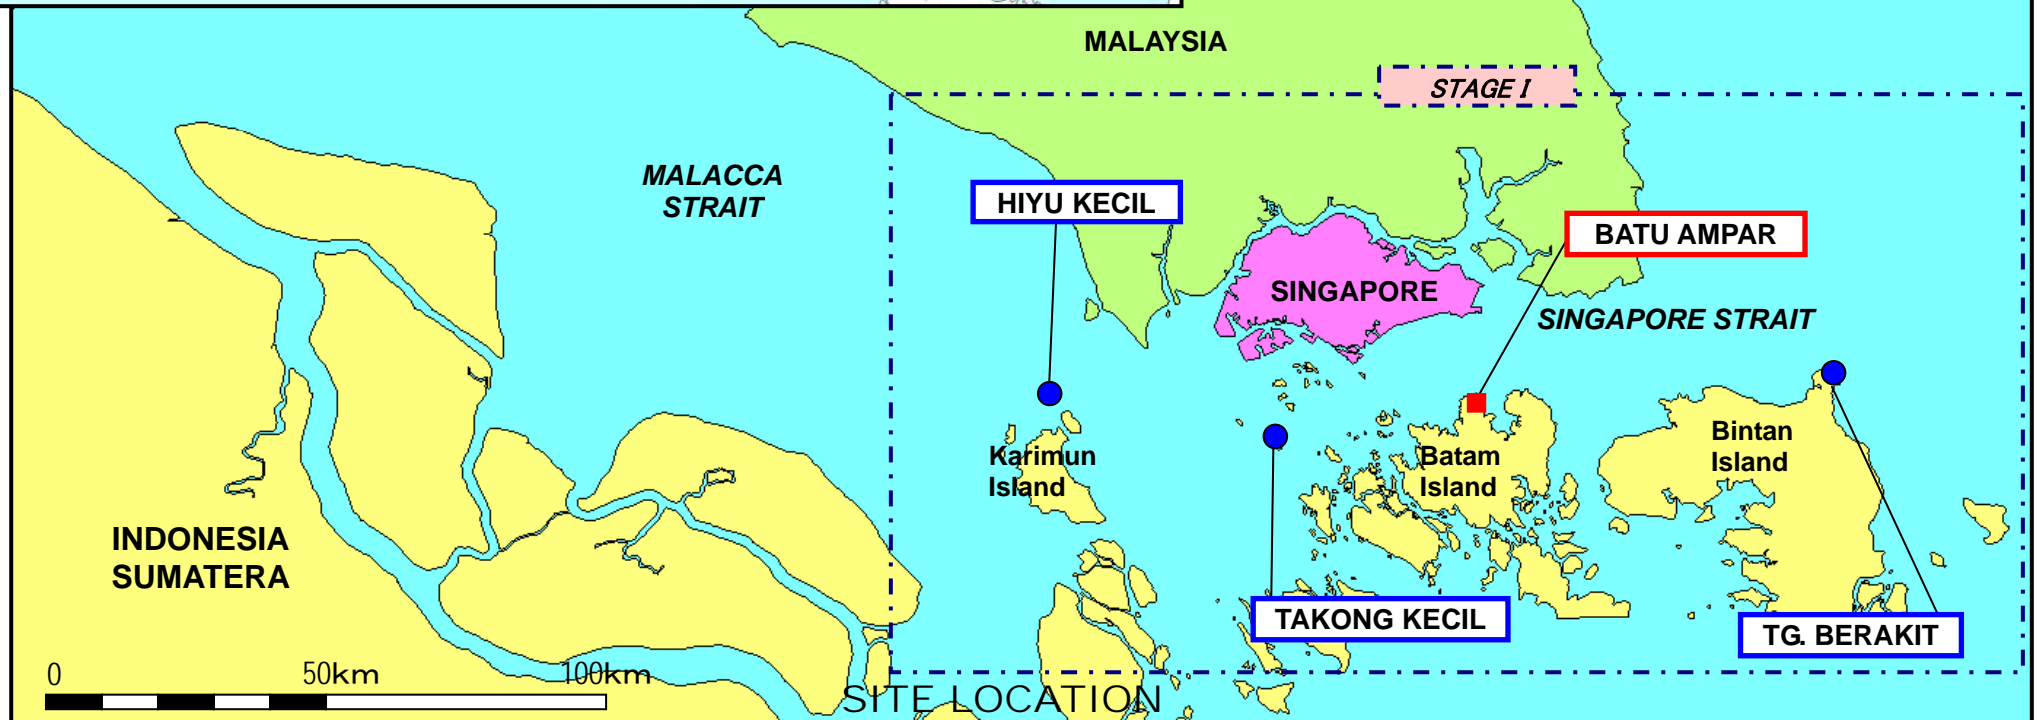 MALAYSIA
STAGE I
MALACCA
STRAIT
HIYU KECIL
BATU AMPAR
SINGAPORE
SINGAPORE STRAIT
Karimun
Island
Batam
Island
Bintan
Island
INDONESIA
SUMATERA
TAKONG KECIL
TG. BERAKIT
0 50km 100km
SITE LOCATION